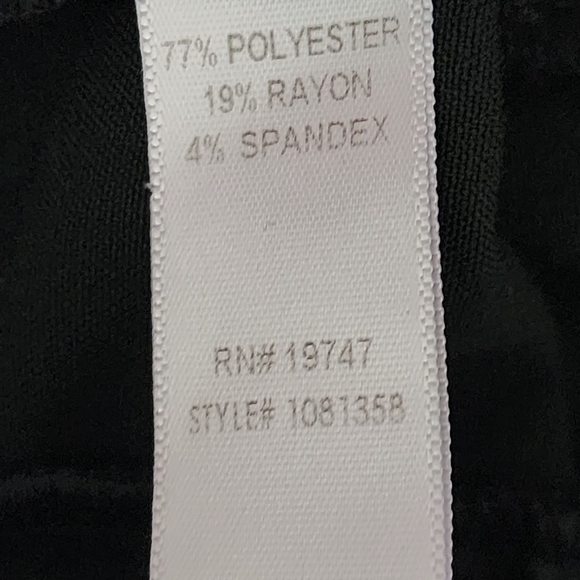 77% POLYESTER
19% RAYON
4% SPANDEX
RN# 19747
STYLE# 1081358